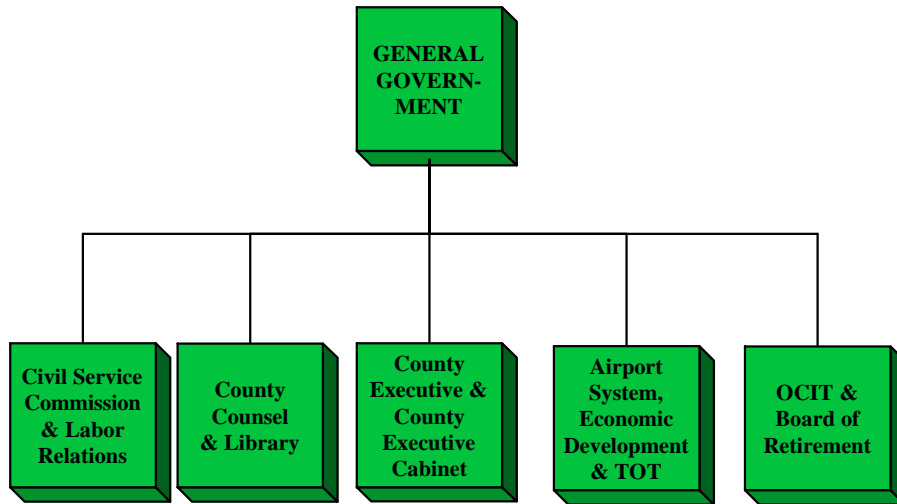 GENERAL
GOVERN-
MENT
Civil Service
Commission
& Labor
Relations
County
Counsel
& Library
County
Executive &
County
Executive
Cabinet
Airport
System,
Economic
Development
& TOT
OCIT &
Board of
Retirement